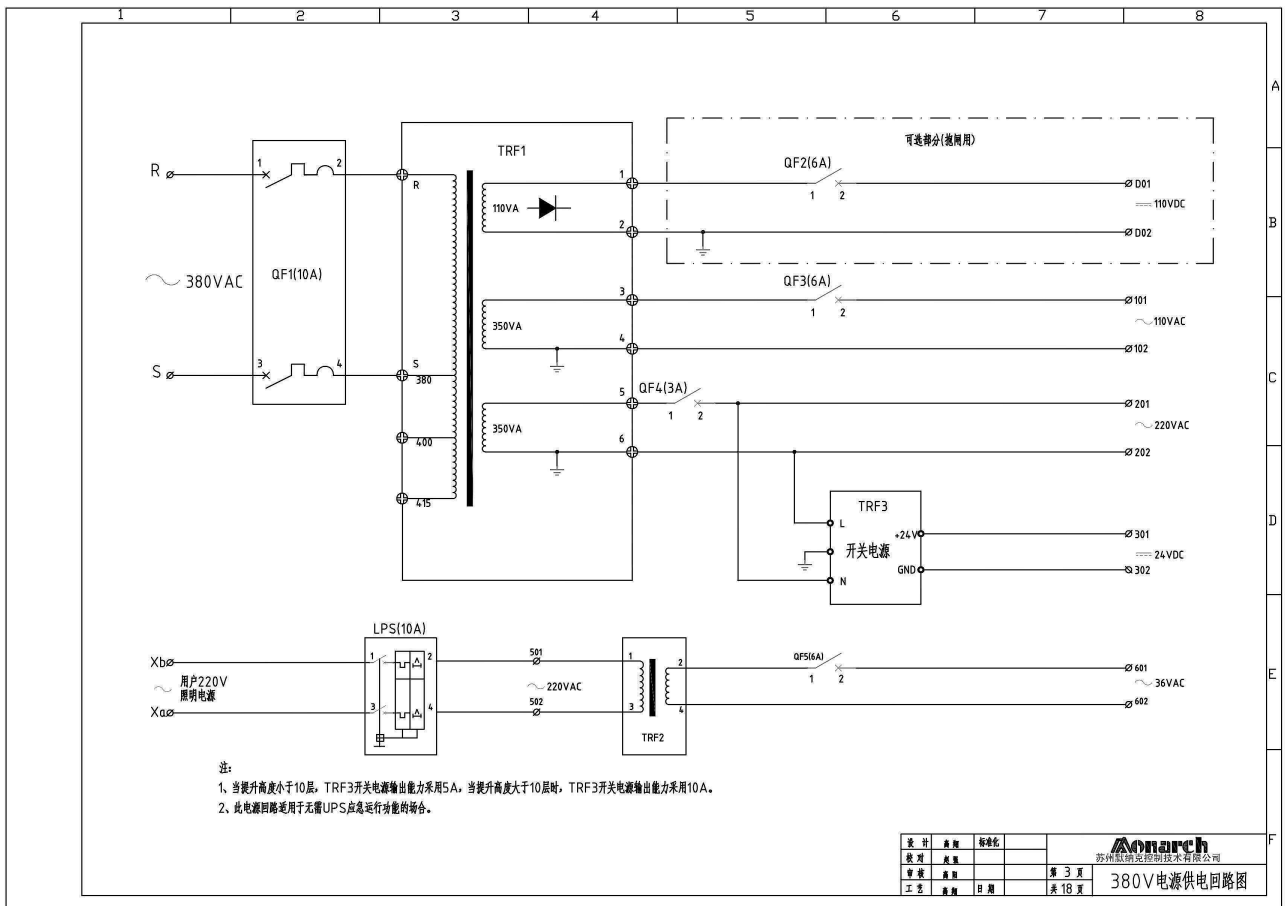 1 2 3 4 5 6 7 8
A
B
C
D
E
F
R
S
380VAC
QF1(10A)
1 2
3 4
TRF1
R
S
380
400
415
110VA
350VA
350VA
1
2
3
4
5
6
可选部分(抱闸用)
QF2(6A)
1 2
D01
110VDC
D02
QF3(6A)
1 2
101
110VAC
102
QF4(3A)
1 2
201
220VAC
202
TRF3
L
+24V
开关电源
GND
N
301
24VDC
302
LPS(10A)
Xb
用户220V
照明电源
Xa
1 2
3 4
501
220VAC
502
1 2
3 4
TRF2
QF5(6A)
1 2
601
36VAC
602
注:
1、当提升高度小于10层，TRF3开关电源输出能力采用5A，当提升高度大于10层时，TRF3开关电源输出能力采用10A。
2、此电源回路适用于无需UPS应急运行功能的场合。
设 计 高 翔 标准化
校 对
审 核
工 艺 高 翔 日 期
第 3 页
共 18 页
Monarch
苏州默纳克控制技术有限公司
380V电源供电回路图